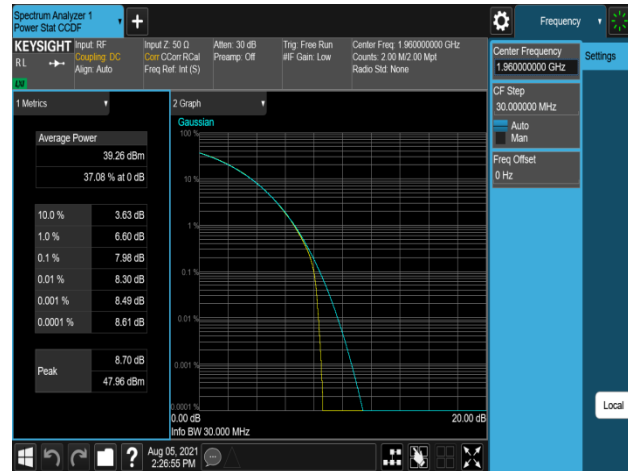 Spectrum Analyzer 1
Power Stat CCDF
+
Frequency
KEYSIGHT
RL
LXI
Input: RF
Coupling: DC
Align: Auto
Input Z: 50 Ω
Corr CCorr RCal
Freq Ref: Int (S)
Atten: 30 dB
Preamp: Off
Trig: Free Run
#IF Gain: Low
Center Freq: 1.960000000 GHz
Counts: 2.00 M/2.00 Mpt
Radio Std: None
Center Frequency
1.960000000 GHz
Settings
CF Step
30.000000 MHz
Auto
Man
Freq Offset
0 Hz
Local
1 Metrics
Average Power
39.26 dBm
37.08 % at 0 dB
10.0 % 3.63 dB
1.0 % 6.60 dB
0.1 % 7.98 dB
0.01 % 8.30 dB
0.001 % 8.49 dB
0.0001 % 8.61 dB
Peak
8.70 dB
47.96 dBm
2 Graph
Gaussian
100 %
10 %
1 %
0.1 %
0.01 %
0.001 %
0.0001 %
0.00 dB 20.00 dB
Info BW 30.000 MHz
?
Aug 05, 2021
2:26:55 PM